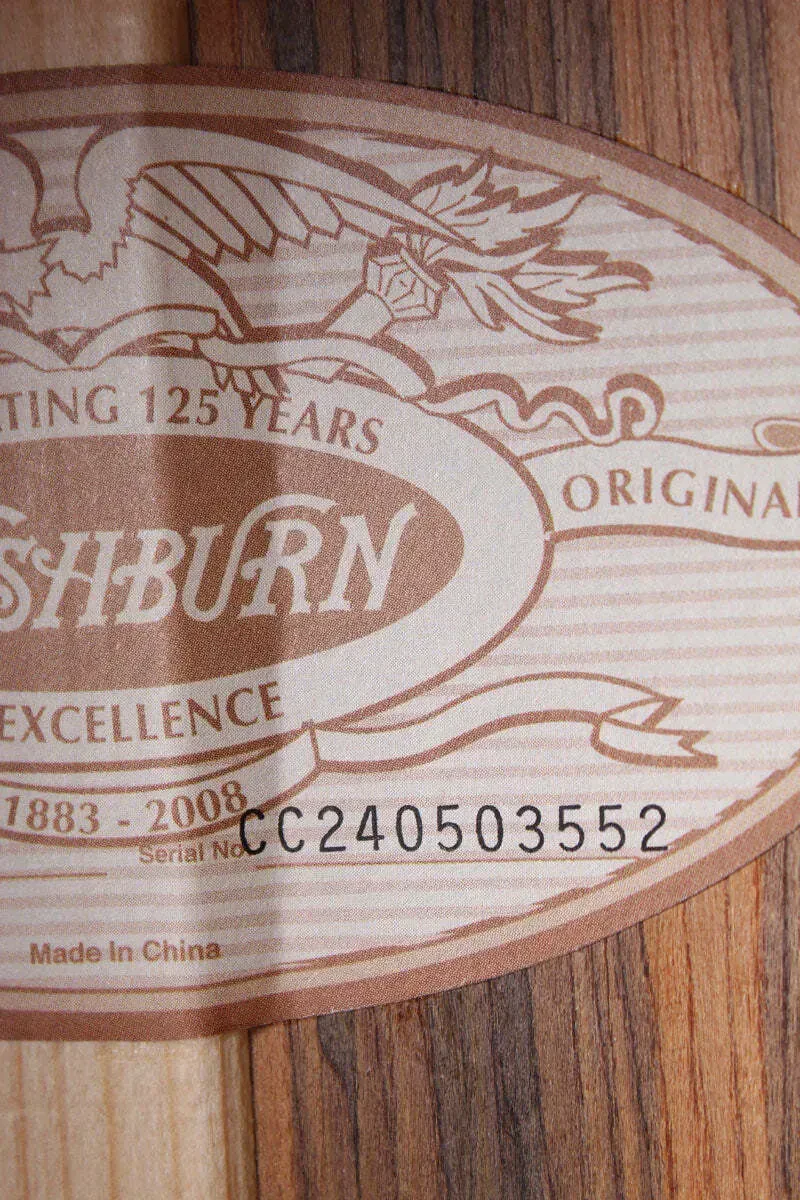 TING 125 YEARS
SHBURN
ORIGINA
EXCELLENCE
1883 - 2008
Serial No CC240503552
Made In China